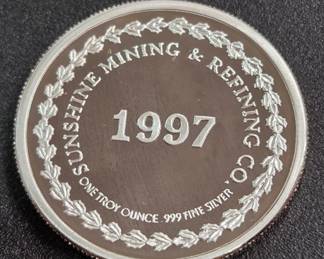 SUNSHINE MINING & REFINING CO.
1997
ONE TROY OUNCE .999 FINE SILVER